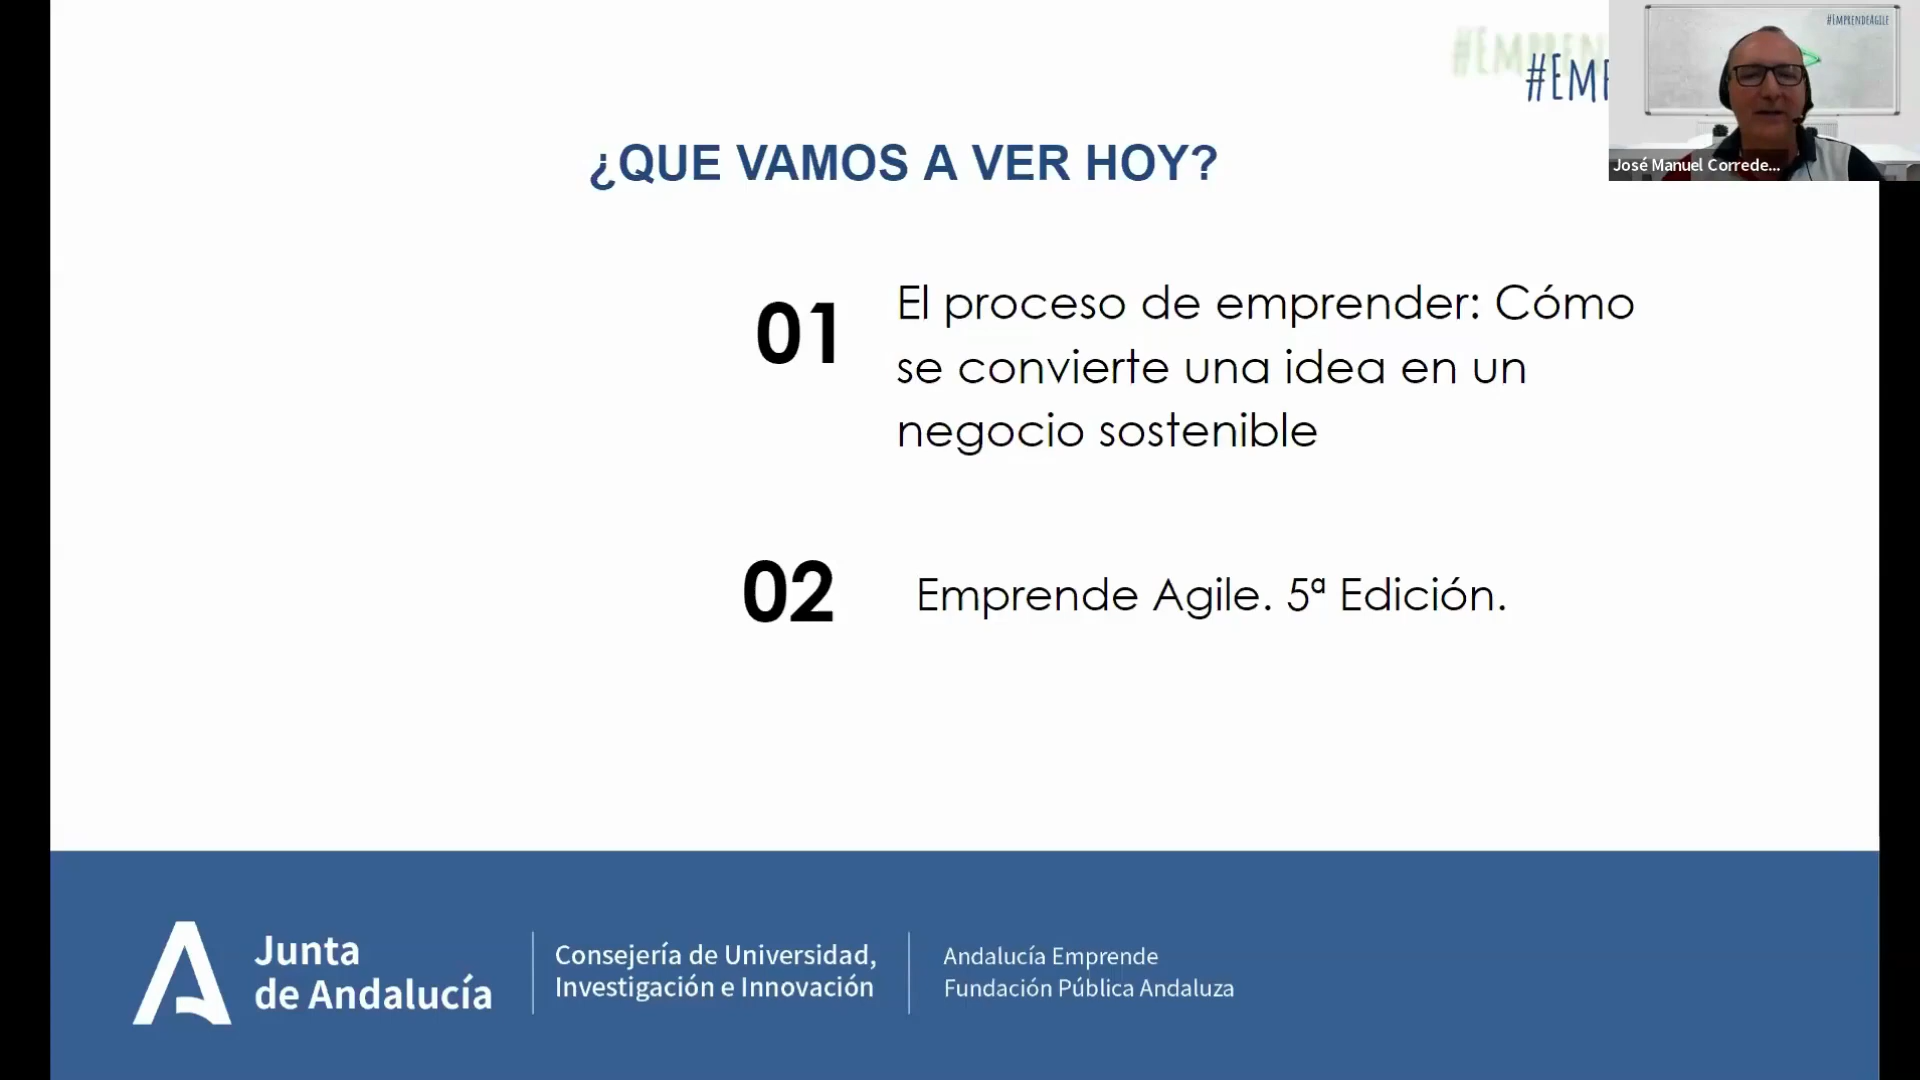 #EMPRENDEAGILE
#EMPREN
#EMP
José Manuel Correde...
¿QUE VAMOS A VER HOY?
01
El proceso de emprender: Cómo
se convierte una idea en un
negocio sostenible
02
Emprende Agile. 5ª Edición.
Junta
de Andalucía
Consejería de Universidad,
Investigación e Innovación
Andalucía Emprende
Fundación Pública Andaluza